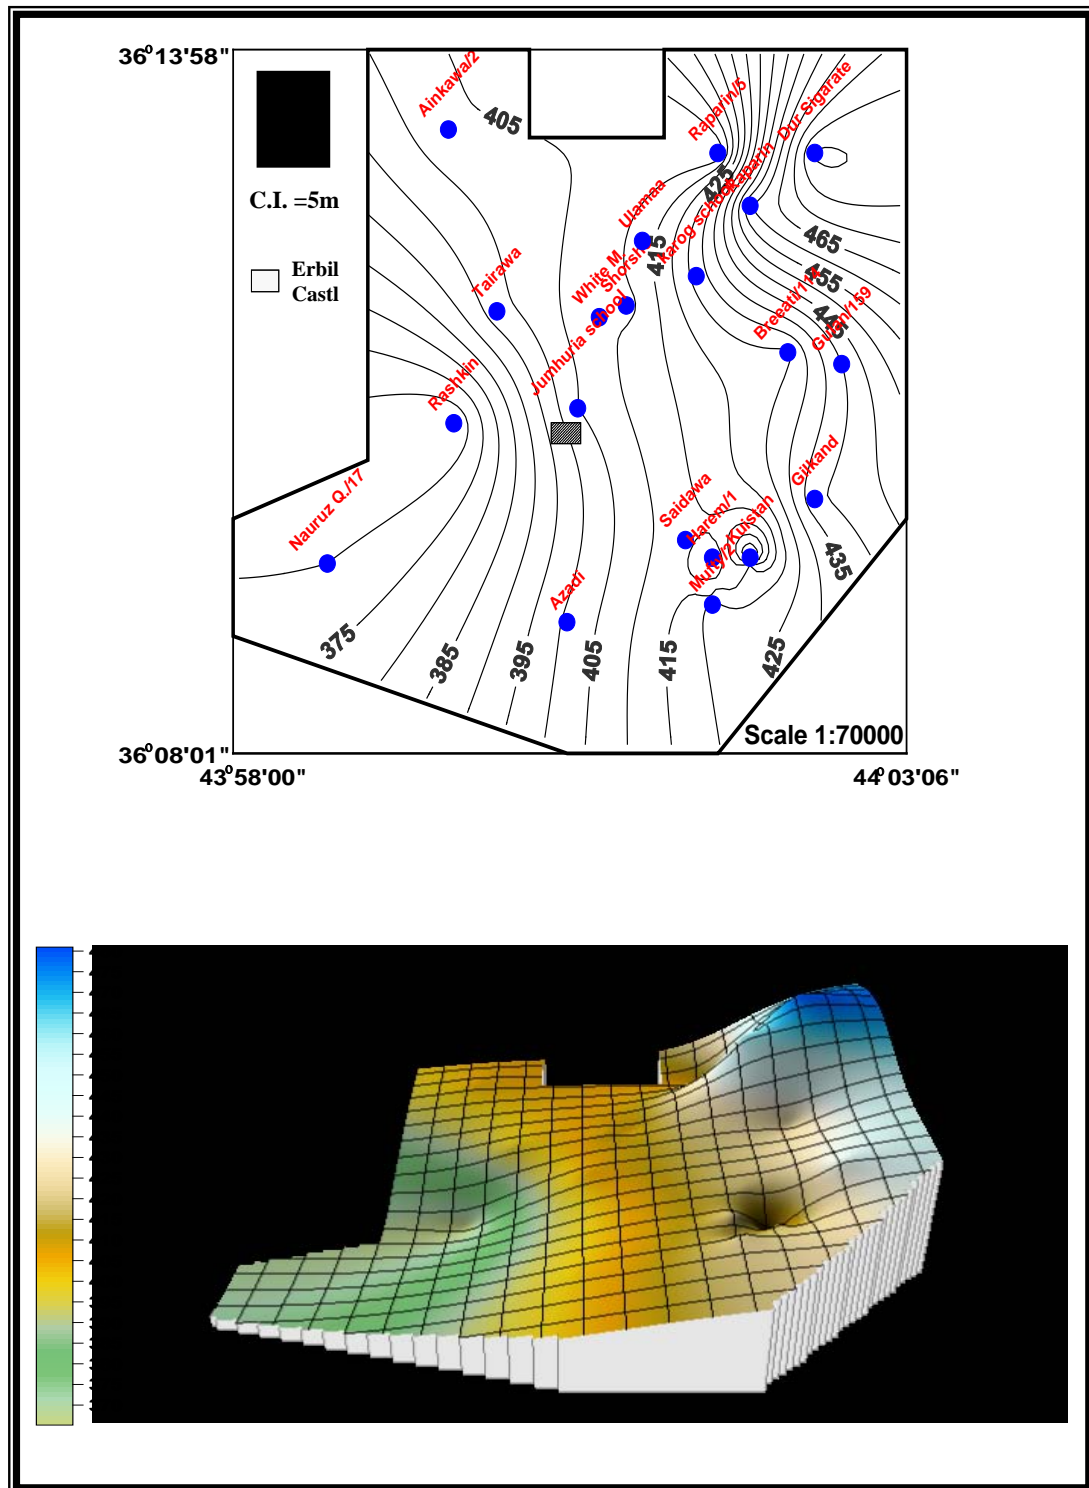 36°13'58"
Ainkawa/2
405
Raparin/5
Dur Sigarate
C.I. =5m
425
Raparin
Ulamaa
karog school
415
465
Erbil
Castl
White M.
Shorsh
455
Tairawa
Jumhuria school
Breeati/114
445
Gulan/159
Rashkin
Nauruz Q./17
Saidawa
Harem/1
Kuistan
Gilkand
Mufty/2
435
Azadi
375
385
395
405
415
425
Scale 1:70000
36°08'01"
43°58'00"
44°03'06"